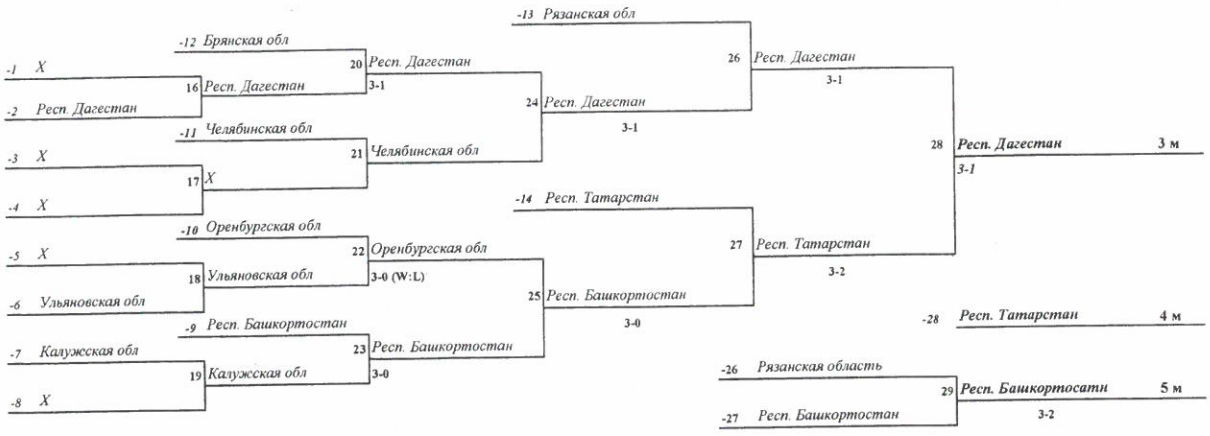 -13 Рязанская обл
-12 Брянская обл
20 Респ. Дагестан
26 Респ. Дагестан
-1 X
3-1
3-1
16 Респ. Дагестан
24 Респ. Дагестан
-2 Респ. Дагестан
3-1
-11 Челябинская обл
21 Челябинская обл
28 Респ. Дагестан 3 м
-3 X
3-1
17 X
-14 Респ. Татарстан
-4 X
-10 Оренбургская обл
22 Оренбургская обл
27 Респ. Татарстан
-5 X
3-0 (W:L)
3-2
18 Ульяновская обл
25 Респ. Башкортостан
-6 Ульяновская обл
3-0
-28 Респ. Татарстан 4 м
-9 Респ. Башкортостан
23 Респ. Башкортостан
-7 Калужская обл
3-0
19 Калужская обл
-26 Рязанская область
29 Респ. Башкортосатн 5 м
-8 X
3-2
-27 Респ. Башкортостан